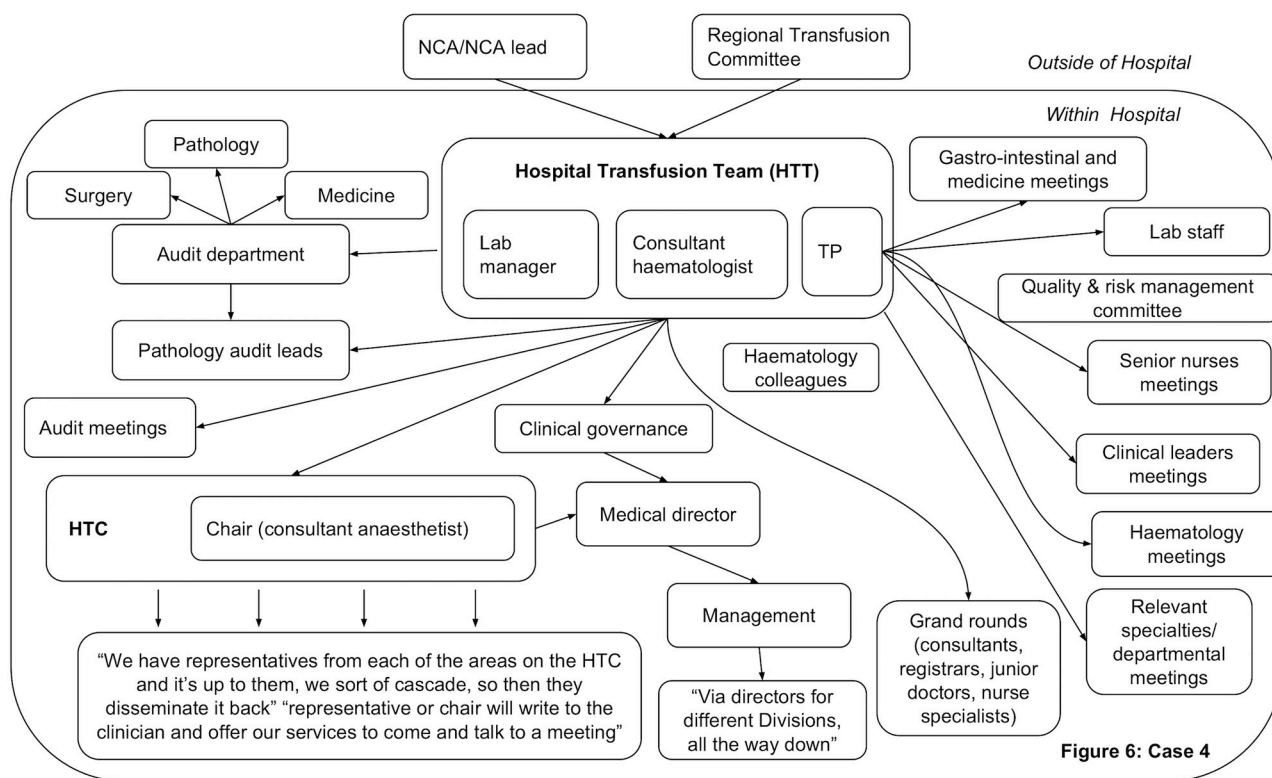 NCA/NCA lead
Regional Transfusion
Committee
Outside of Hospital
Within Hospital
Pathology
Surgery
Medicine
Audit department
Pathology audit leads
Audit meetings
Hospital Transfusion Team (HTT)
Lab
manager
Consultant
haematologist
TP
Gastro-intestinal and
medicine meetings
Lab staff
Quality & risk management
committee
Senior nurses
meetings
Clinical leaders
meetings
Haematology
meetings
Relevant
specialties/
departmental
meetings
Haematology
colleagues
Clinical governance
HTC
Chair (consultant anaesthetist)
Medical director
Management
“Via directors for
different Divisions,
all the way down”
Grand rounds
(consultants,
registrars, junior
doctors, nurse
specialists)
“We have representatives from each of the areas on the HTC
and it’s up to them, we sort of cascade, so then they
disseminate it back” “representative or chair will write to the
clinician and offer our services to come and talk to a meeting”
Figure 6: Case 4